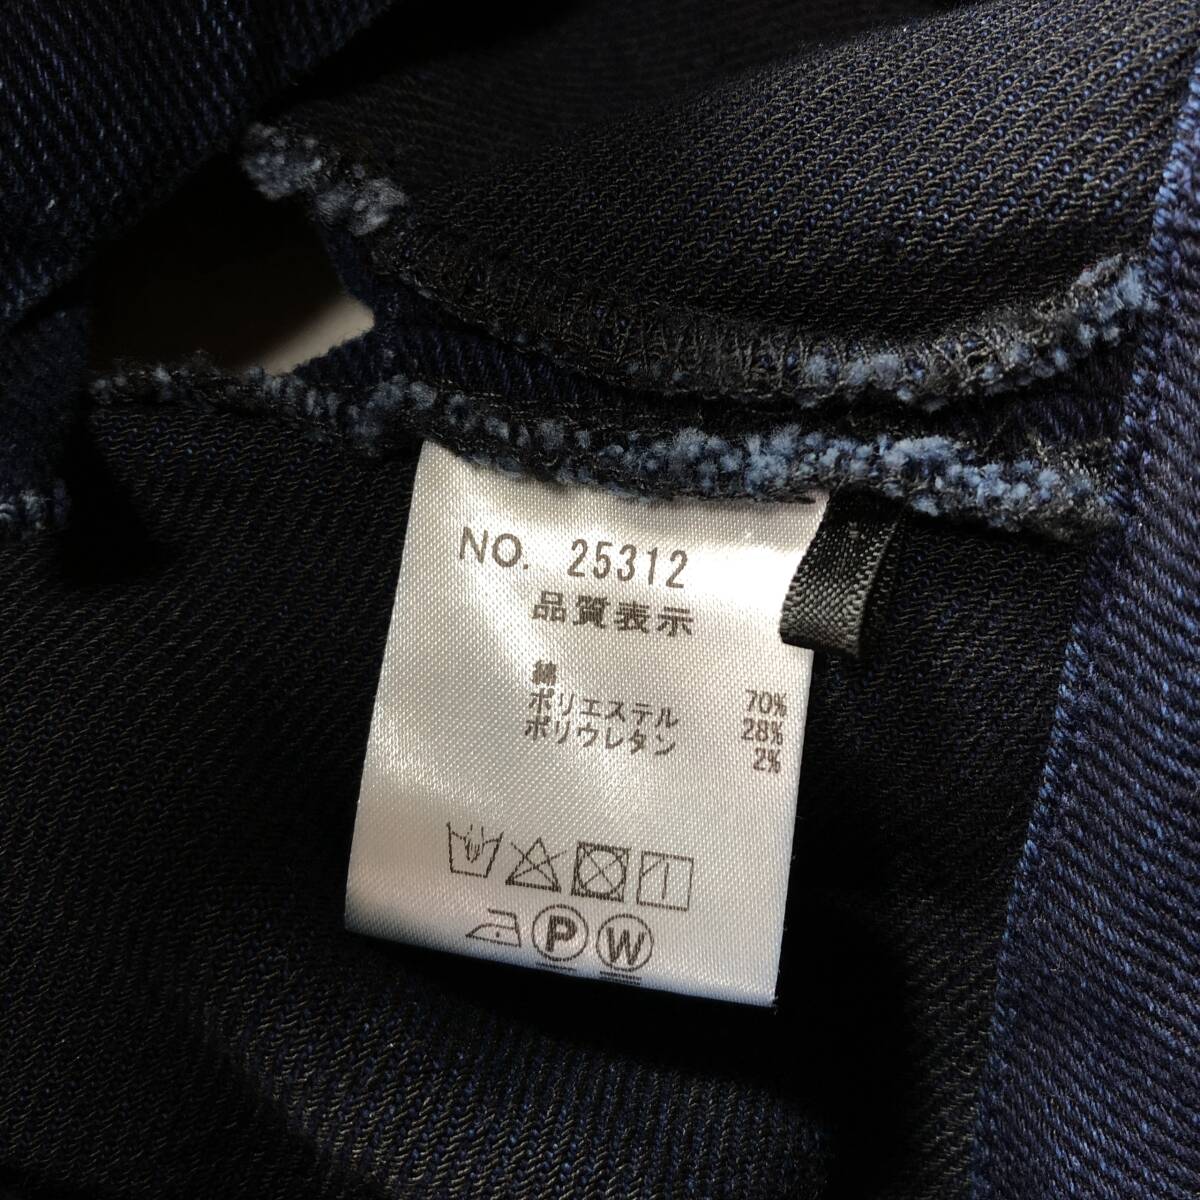 NO. 25312
品質表示
綿 70%
ポリエステル 28%
ポリウレタン 2%
P W